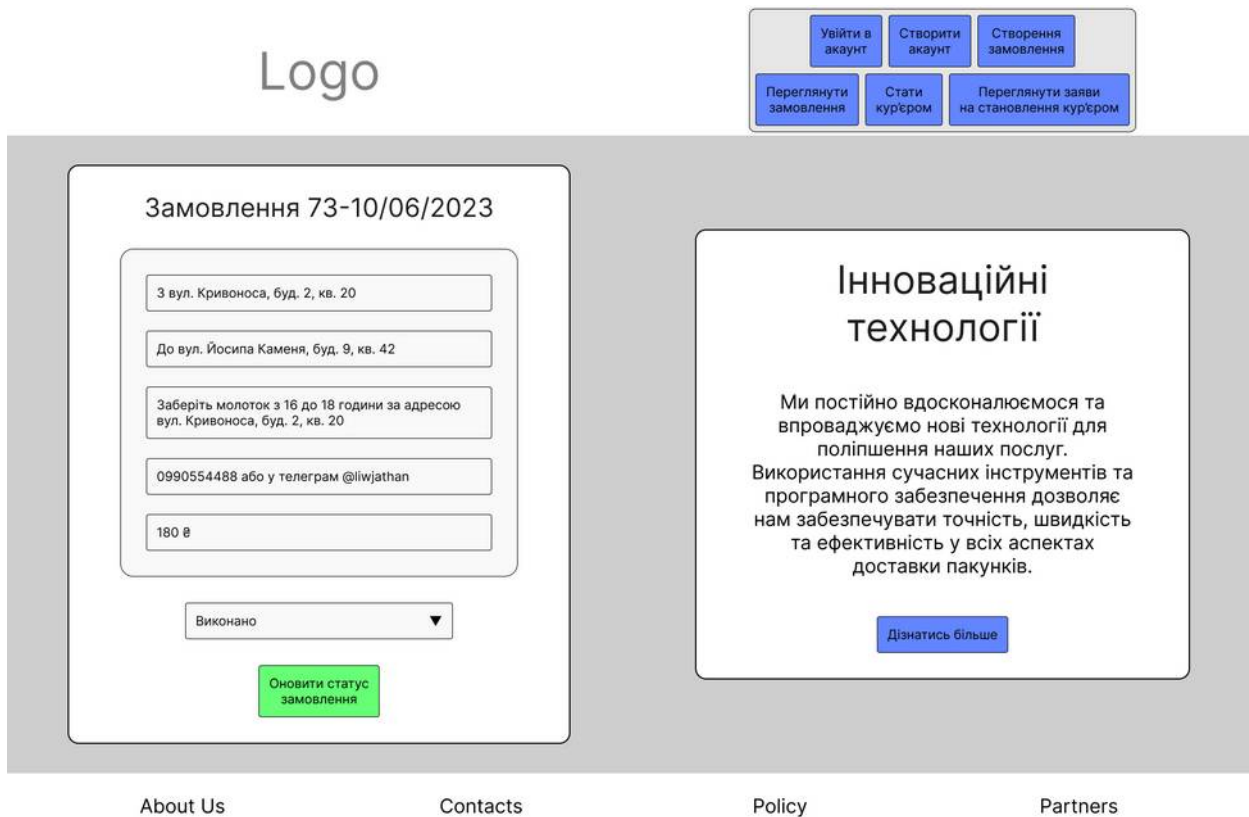 Logo
Увійти в
акаунт
Створити
акаунт
Створення
замовлення
Переглянути
замовлення
Стати
кур'єром
Переглянути заяви
на становлення кур'єром
Замовлення 73-10/06/2023
З вул. Кривоноса, буд. 2, кв. 20
До вул. Йосипа Каменя, буд. 9, кв. 42
Заберіть молоток з 16 до 18 години за адресою
вул. Кривоноса, буд. 2, кв. 20
0990554488 або у телеграм @liwjathan
180 ₴
Виконано
Оновити статус
замовлення
Інноваційні
технології
Ми постійно вдосконалюємося та
впроваджуємо нові технології для
поліпшення наших послуг.
Використання сучасних інструментів та
програмного забезпечення дозволяє
нам забезпечувати точність, швидкість
та ефективність у всіх аспектах
доставки пакунків.
Дізнатись більше
About Us
Contacts
Policy
Partners